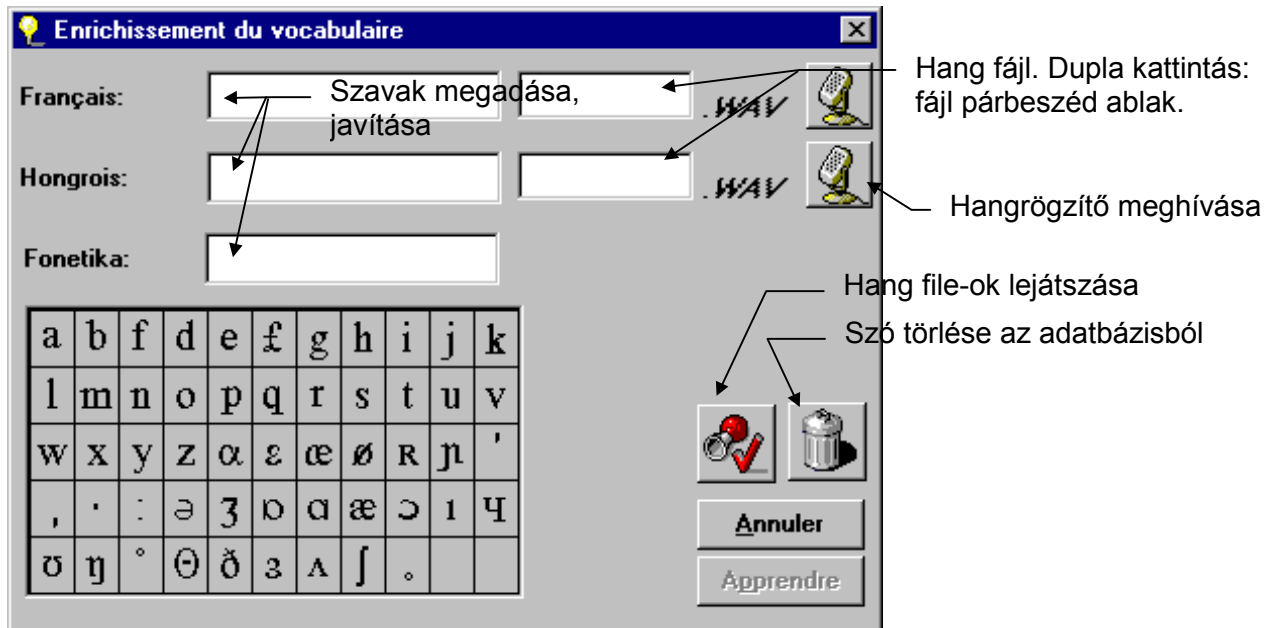 Enrichissement du vocabulaire
Français:
Szavak megadása,
javítása
.WAV
Hang fájl. Dupla kattintás:
fájl párbeszéd ablak.
Hongrois:
.WAV
Hangrögzítő meghívása
Fonetika:
Hang file-ok lejátszása
Szó törlése az adatbázisból
a b f d e £ g h i j k
l m n o p q r s t u v
w x y z α ε œ ø ʀ ɲ '
, · : ə ʒ ɒ ɑ æ ɔ ı Ч
ʊ ŋ ° Θ ð ɜ ʌ ʃ 。
Annuler
Apprendre